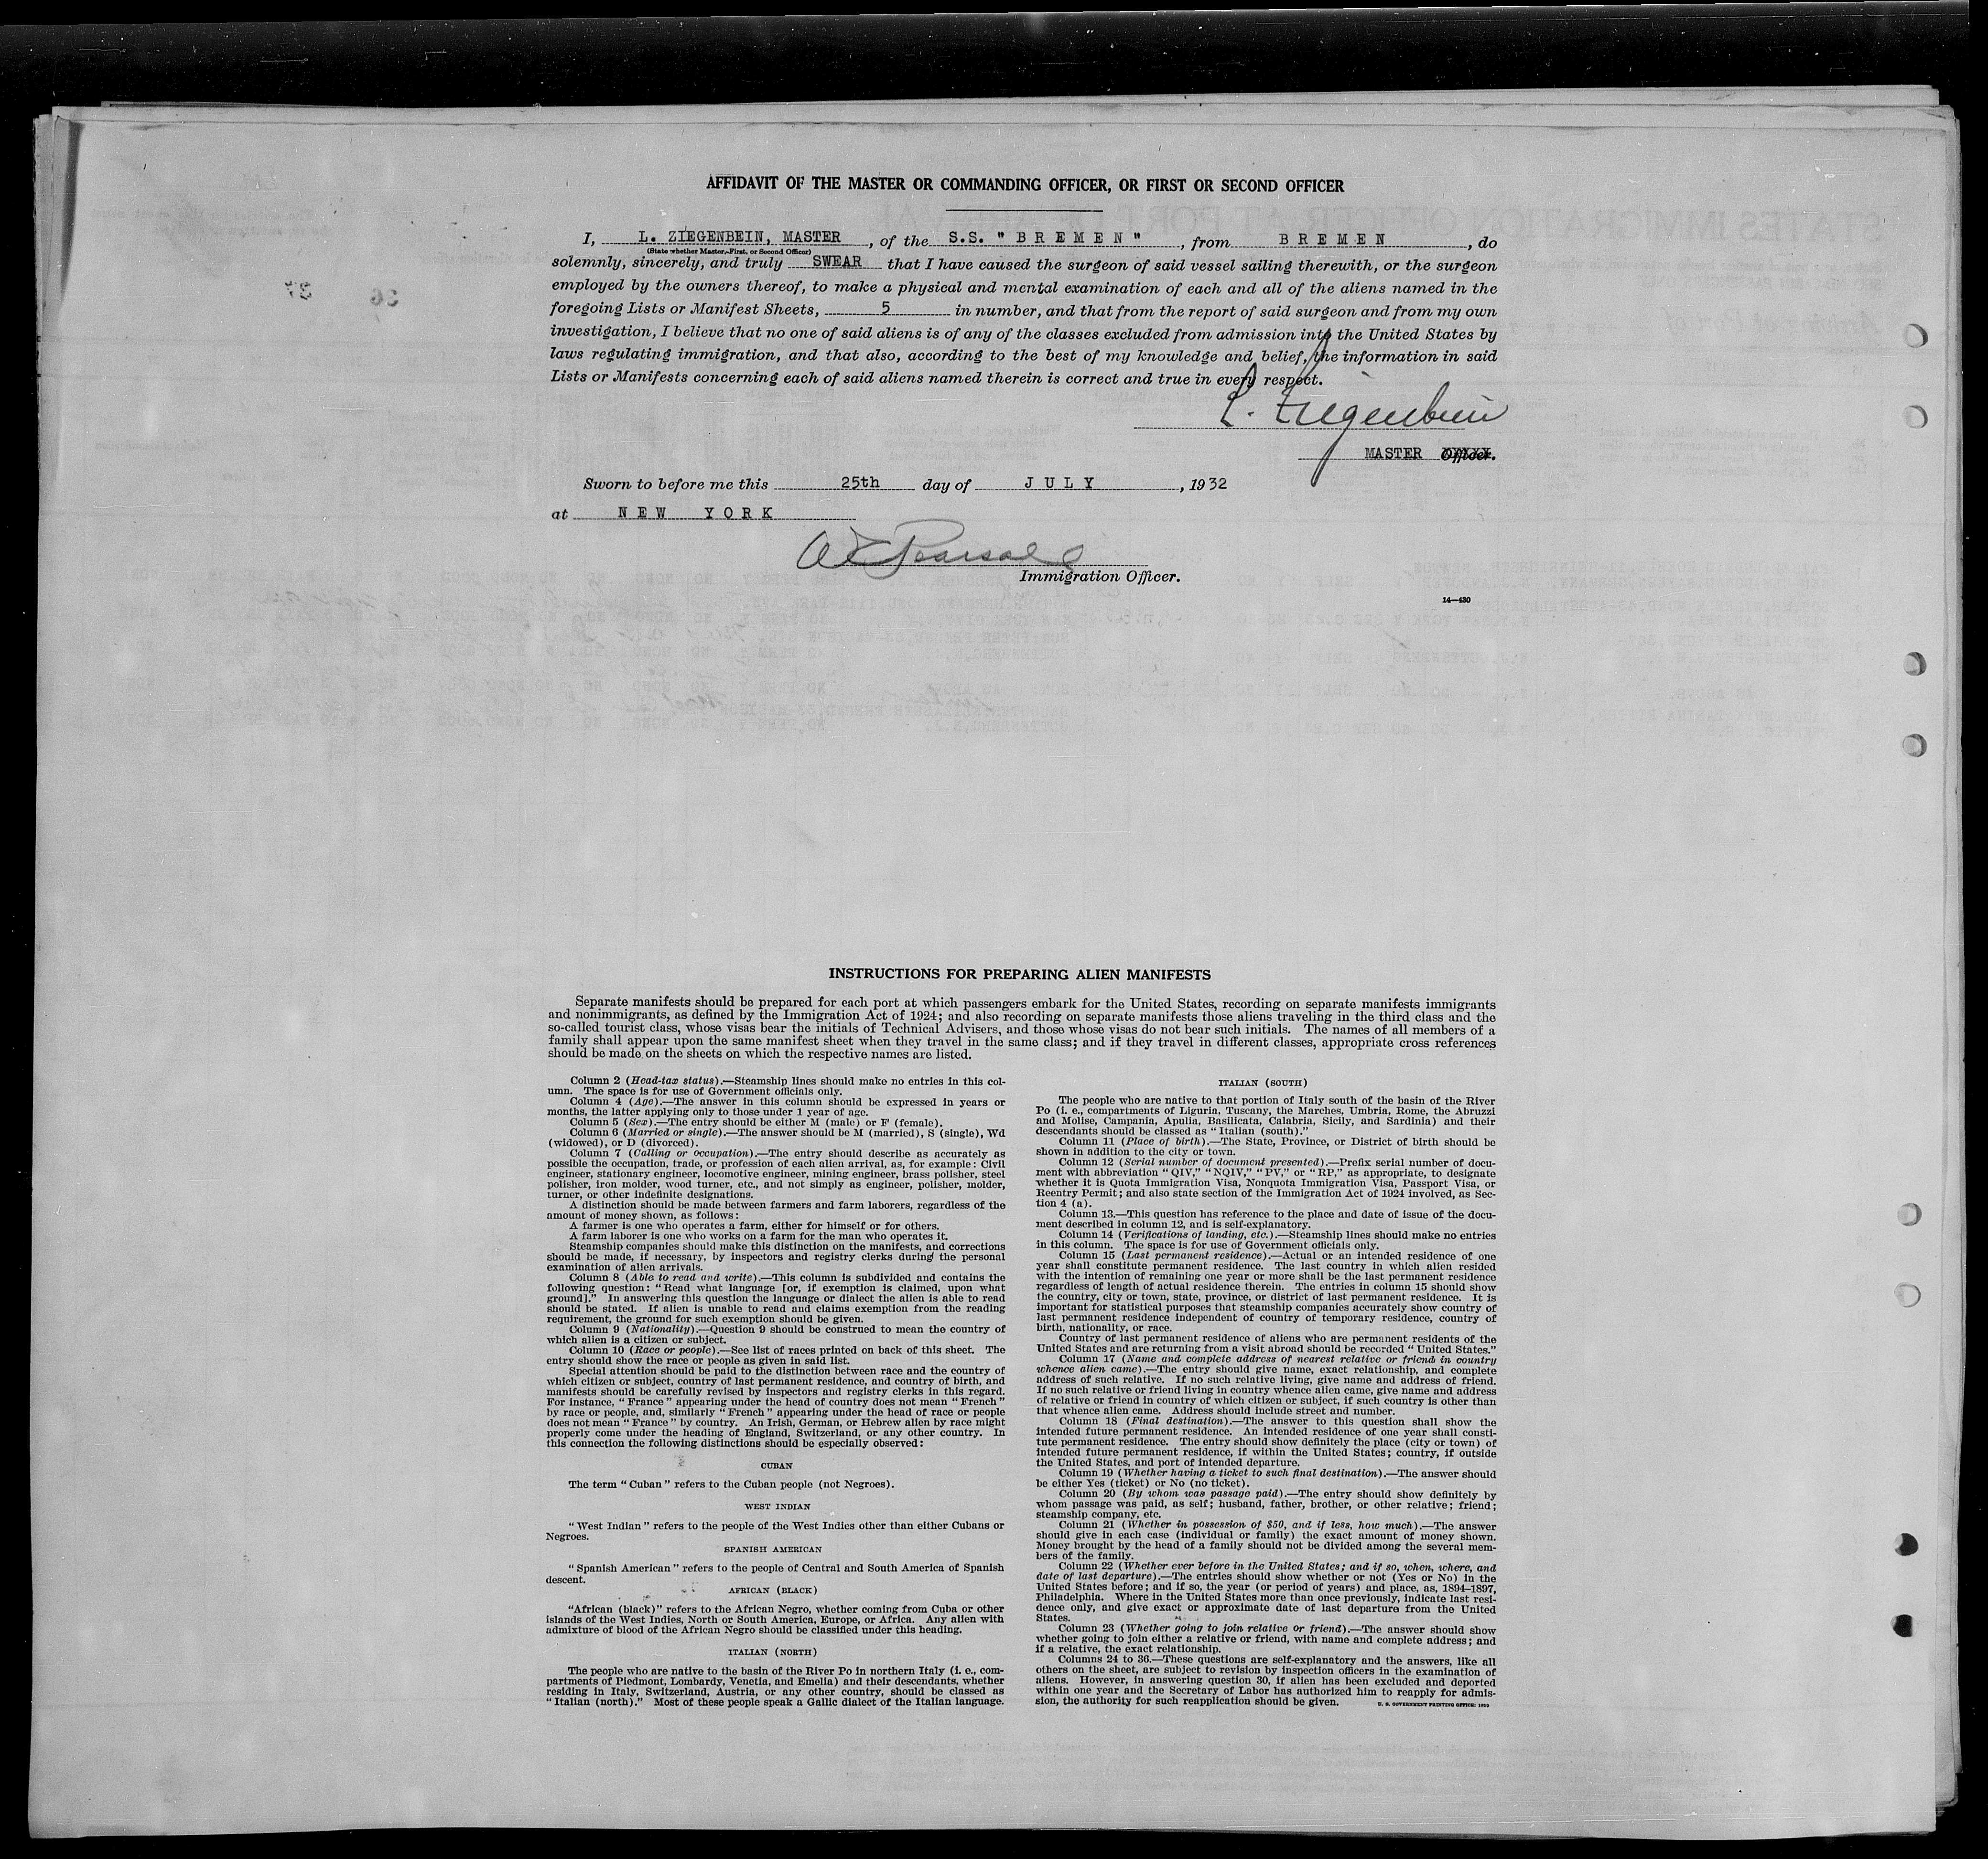 AFFIDAVIT OF THE MASTER OR COMMANDING OFFICER, OR FIRST OR SECOND OFFICER
I, L. ZIEGENBEIN, MASTER, of the S.S. "BREMEN", from BREMEN, do
(State whether Master, First, or Second Officer)
solemnly, sincerely, and truly SWEAR that I have caused the surgeon of said vessel sailing therewith, or the surgeon
employed by the owners thereof, to make a physical and mental examination of each and all of the aliens named in the
foregoing Lists or Manifest Sheets, 5 in number, and that from the report of said surgeon and from my own
investigation, I believe that no one of said aliens is of any of the classes excluded from admission into the United States by
laws regulating immigration, and that also, according to the best of my knowledge and belief, the information in said
Lists or Manifests concerning each of said aliens named therein is correct and true in every respect.
L. Ziegenbein
MASTER Officer.
Sworn to before me this 25th day of JULY, 1932
at NEW YORK
Pearsall
Immigration Officer.
14—430
INSTRUCTIONS FOR PREPARING ALIEN MANIFESTS
Separate manifests should be prepared for each port at which passengers embark for the United States, recording on separate manifests immigrants
and nonimmigrants, as defined by the Immigration Act of 1924; and also recording on separate manifests those aliens traveling in the third class and the
so-called tourist class, whose visas bear the initials of Technical Advisers, and those whose visas do not bear such initials. The names of all members of a
family shall appear upon the same manifest sheet when they travel in the same class; and if they travel in different classes, appropriate cross references
should be made on the sheets on which the respective names are listed.
Column 2 (Head-tax status).—Steamship lines should make no entries in this col-
umn. The space is for use of Government officials only.
Column 4 (Age).—The answer in this column should be expressed in years or
months, the latter applying only to those under 1 year of age.
Column 5 (Sex).—The entry should be either M (male) or F (female).
Column 6 (Married or single).—The answer should be M (married), S (single), Wd
(widowed), or D (divorced).
Column 7 (Calling or occupation).—The entry should describe as accurately as
possible the occupation, trade, or profession of each alien arrival, as, for example: Civil
engineer, stationary engineer, locomotive engineer, mining engineer, brass polisher, steel
polisher, iron molder, wood turner, etc., and not simply as engineer, polisher, molder,
turner, or other indefinite designations.
A distinction should be made between farmers and farm laborers, regardless of the
amount of money shown, as follows:
A farmer is one who operates a farm, either for himself or for others.
A farm laborer is one who works on a farm for the man who operates it.
Steamship companies should make this distinction on the manifests, and corrections
should be made, if necessary, by inspectors and registry clerks during the personal
examination of alien arrivals.
Column 8 (Able to read and write).—This column is subdivided and contains the
following question: "Read what language [or, if exemption is claimed, upon what
ground]." In answering this question the language or dialect the alien is able to read
should be stated. If alien is unable to read and claims exemption from the reading
requirement, the ground for such exemption should be given.
Column 9 (Nationality).—Question 9 should be construed to mean the country of
which alien is a citizen or subject.
Column 10 (Race or people).—See list of races printed on back of this sheet. The
entry should show the race or people as given in said list.
Special attention should be paid to the distinction between race and the country of
which citizen or subject, country of last permanent residence, and country of birth, and
manifests should be carefully revised by inspectors and registry clerks in this regard.
For instance, "France" appearing under the head of country does not mean "French"
by race or people, and, similarly "French" appearing under the head of race or people
does not mean "France" by country. An Irish, German, or Hebrew alien by race might
properly come under the heading of England, Switzerland, or any other country. In
this connection the following distinctions should be especially observed:
CUBAN
The term "Cuban" refers to the Cuban people (not Negroes).
WEST INDIAN
"West Indian" refers to the people of the West Indies other than either Cubans or
Negroes.
SPANISH AMERICAN
"Spanish American" refers to the people of Central and South America of Spanish
descent.
AFRICAN (BLACK)
"African (black)" refers to the African Negro, whether coming from Cuba or other
islands of the West Indies, North or South America, Europe, or Africa. Any alien with
admixture of blood of the African Negro should be classified under this heading.
ITALIAN (NORTH)
The people who are native to the basin of the River Po in northern Italy (i. e., com-
partments of Piedmont, Lombardy, Venetia, and Emelia) and their descendants, whether
residing in Italy, Switzerland, Austria, or any other country, should be classed as
"Italian (north)." Most of these people speak a Gallic dialect of the Italian language.
ITALIAN (SOUTH)
The people who are native to that portion of Italy south of the basin of the River
Po (i. e., compartments of Liguria, Tuscany, the Marches, Umbria, Rome, the Abruzzi
and Molise, Campania, Apulia, Basilicata, Calabria, Sicily, and Sardinia) and their
descendants should be classed as "Italian (south)."
Column 11 (Place of birth).—The State, Province, or District of birth should be
shown in addition to the city or town.
Column 12 (Serial number of document presented).—Prefix serial number of docu-
ment with abbreviation "QIV," "NQIV," "PV," or "RP," as appropriate, to designate
whether it is Quota Immigration Visa, Nonquota Immigration Visa, Passport Visa, or
Reentry Permit; and also state section of the Immigration Act of 1924 involved, as Sec-
tion 4 (a).
Column 13.—This question has reference to the place and date of issue of the docu-
ment described in column 12, and is self-explanatory.
Column 14 (Verifications of landing, etc.).—Steamship lines should make no entries
in this column. The space is for use of Government officials only.
Column 15 (Last permanent residence).—Actual or an intended residence of one
year shall constitute permanent residence. The last country in which alien resided
with the intention of remaining one year or more shall be the last permanent residence
regardless of length of actual residence therein. The entries in column 15 should show
the country, city or town, state, province, or district of last permanent residence. It is
important for statistical purposes that steamship companies accurately show country of
last permanent residence independent of country of temporary residence, country of
birth, nationality, or race.
Country of last permanent residence of aliens who are permanent residents of the
United States and are returning from a visit abroad should be recorded "United States."
Column 17 (Name and complete address of nearest relative or friend in country
whence alien came).—The entry should give name, exact relationship, and complete
address of such relative. If no such relative living, give name and address of friend.
If no such relative or friend living in country whence alien came, give name and address
of relative or friend in country of which citizen or subject, if such country is other than
that whence alien came. Address should include street and number.
Column 18 (Final destination).—The answer to this question shall show the
intended future permanent residence. An intended residence of one year shall consti-
tute permanent residence. The entry should show definitely the place (city or town) of
intended future permanent residence, if within the United States; country, if outside
the United States, and port of intended departure.
Column 19 (Whether having a ticket to such final destination).—The answer should
be either Yes (ticket) or No (no ticket).
Column 20 (By whom was passage paid).—The entry should show definitely by
whom passage was paid, as self; husband, father, brother, or other relative; friend;
steamship company, etc.
Column 21 (Whether in possession of $50, and if less, how much).—The answer
should give in each case (individual or family) the exact amount of money shown.
Money brought by the head of a family should not be divided among the several mem-
bers of the family.
Column 22 (Whether ever before in the United States; and if so, when, where, and
date of last departure).—The entries should show whether or not (Yes or No) in the
United States before; and if so, the year (or period of years) and place, as, 1894–1897,
Philadelphia. Where in the United States more than once previously, indicate last resi-
dence only, and give exact or approximate date of last departure from the United
States.
Column 23 (Whether going to join relative or friend).—The answer should show
whether going to join either a relative or friend, with name and complete address; and
if a relative, the exact relationship.
Columns 24 to 36.—These questions are self-explanatory and the answers, like all
others on the sheet, are subject to revision by inspection officers in the examination of
aliens. However, in answering question 30, if alien has been excluded and deported
within one year and the Secretary of Labor has authorized him to reapply for admis-
sion, the authority for such reapplication should be given.
U. S. GOVERNMENT PRINTING OFFICE: